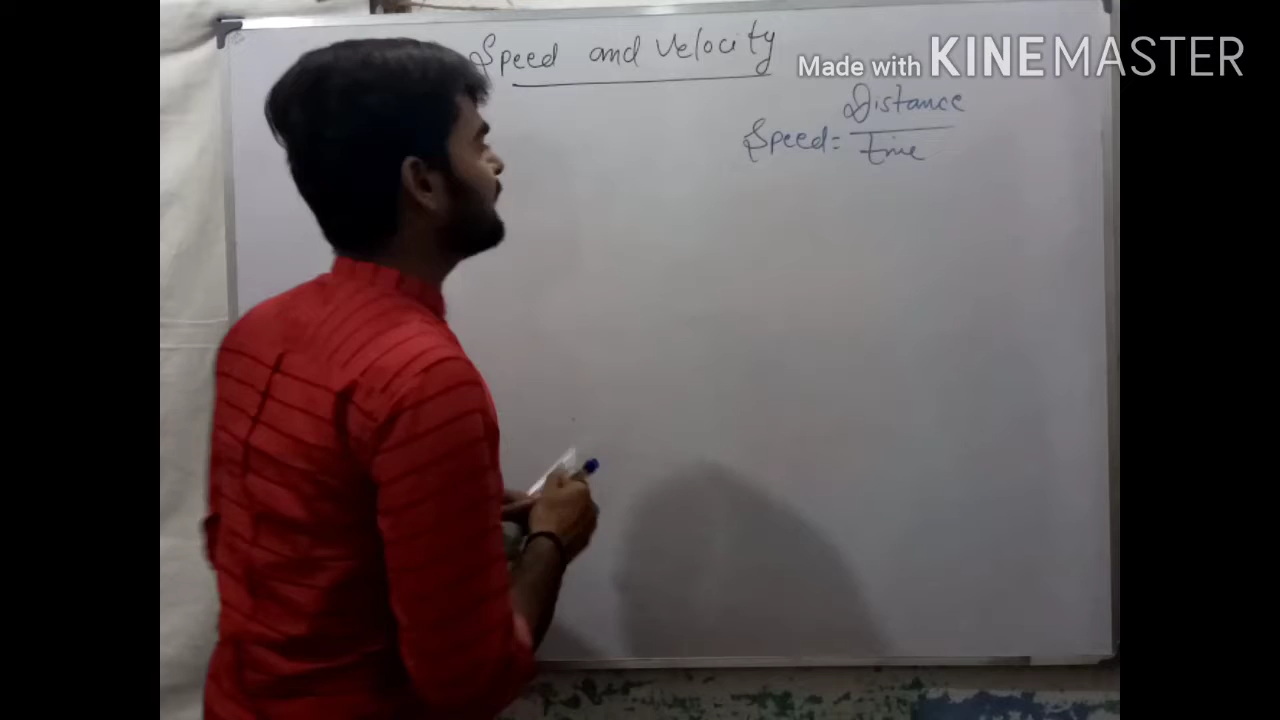 Speed and Velocity
Made with KINEMASTER
Speed = Distance
time